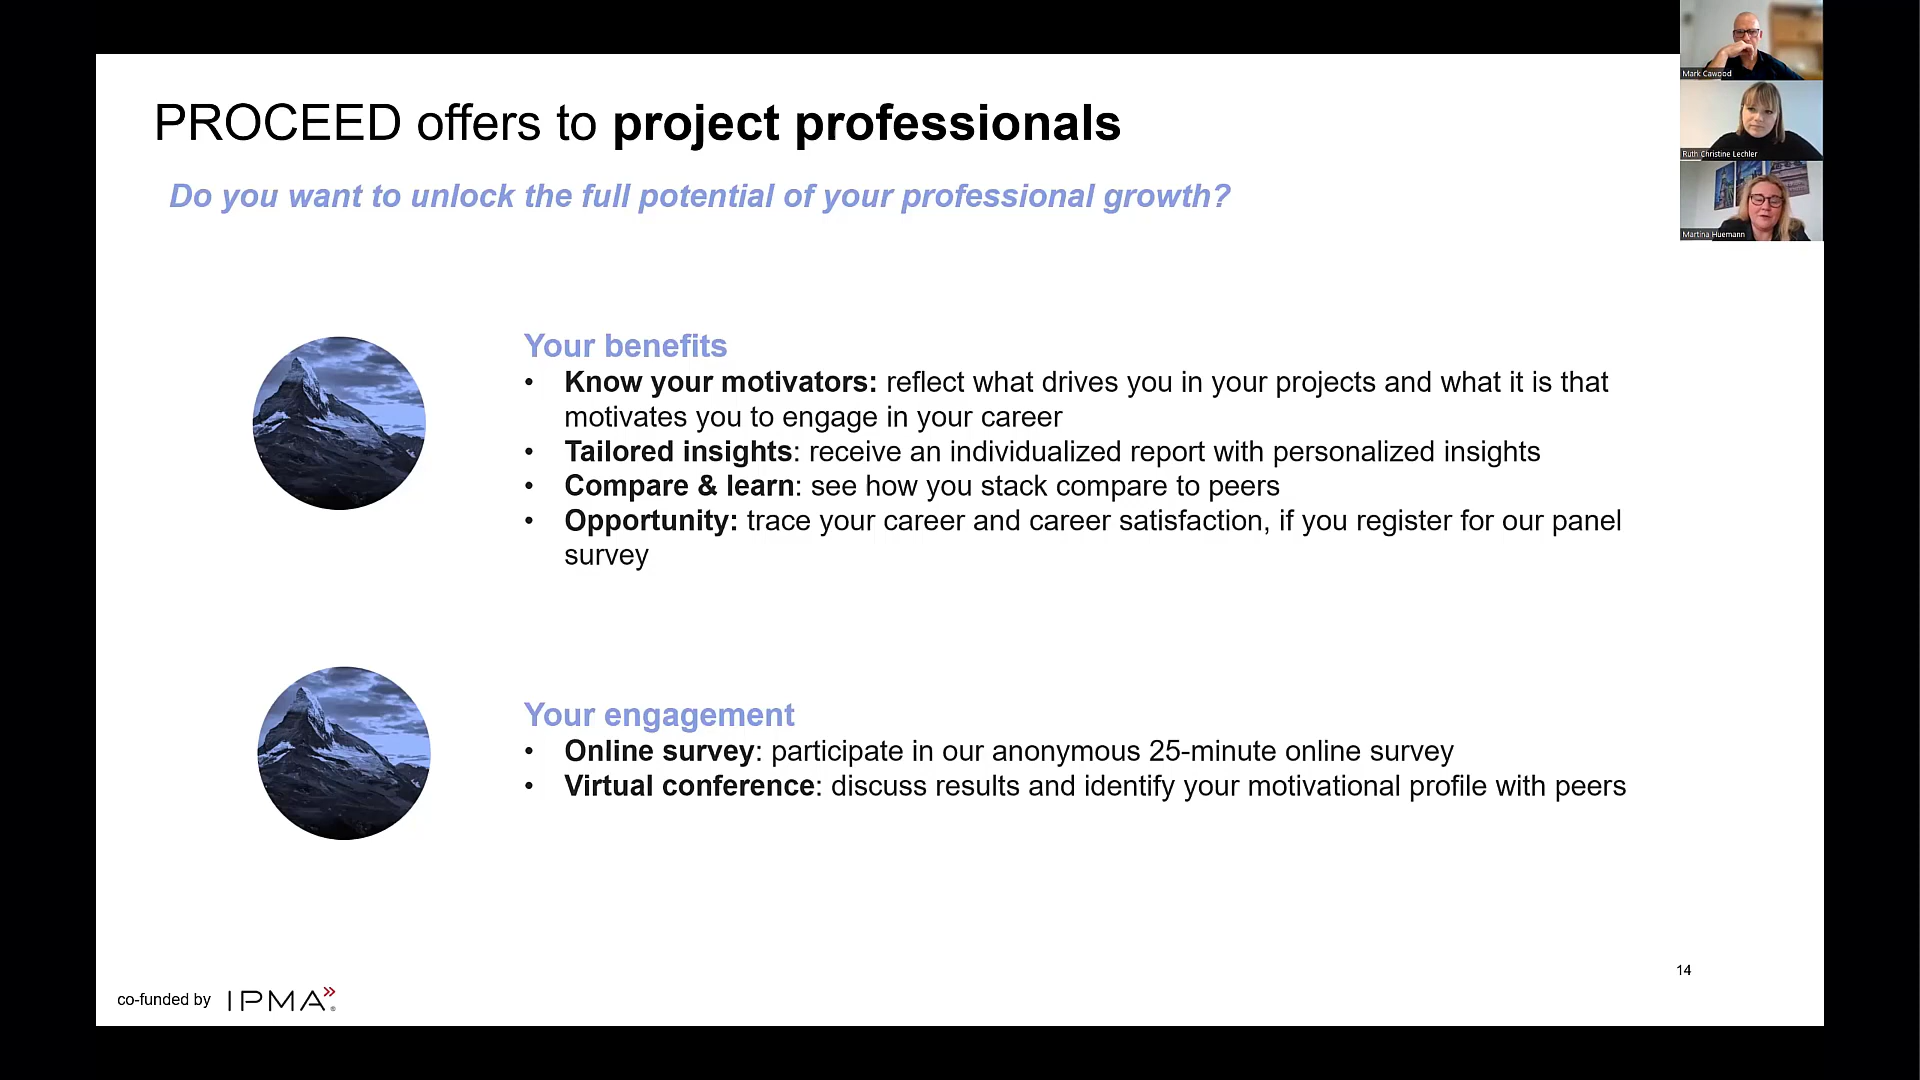 PROCEED offers to project professionals
Do you want to unlock the full potential of your professional growth?
Mark Cawood
Ruth Christine Lechler
Martina Huemann
Your benefits
• Know your motivators: reflect what drives you in your projects and what it is that
motivates you to engage in your career
• Tailored insights: receive an individualized report with personalized insights
• Compare & learn: see how you stack compare to peers
• Opportunity: trace your career and career satisfaction, if you register for our panel
survey
Your engagement
• Online survey: participate in our anonymous 25-minute online survey
• Virtual conference: discuss results and identify your motivational profile with peers
14
co-funded by IPMA®